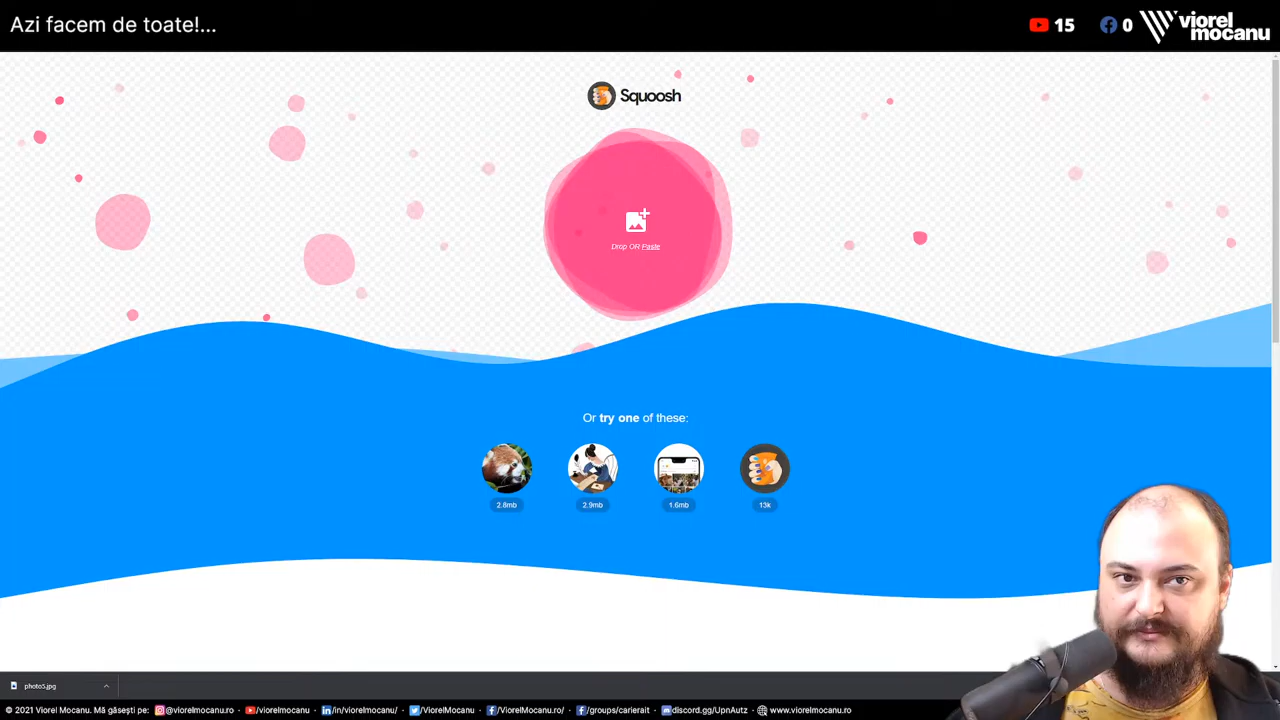 Azi facem de toate!...
15
0
viorel
mocanu
Squoosh
Drop OR Paste
Or try one of these:
2.8mb
2.9mb
1.6mb
13k
photo5.jpg
© 2021 Viorel Mocanu. Mă găsești pe: @viorelmocanu · /viorelmocanu · /in/viorelmocanu/ · /ViorelMocanu · /ViorelMocanu.ro/ · /groups/carierait · discord.gg/UpnAutz · www.viorelmocanu.ro